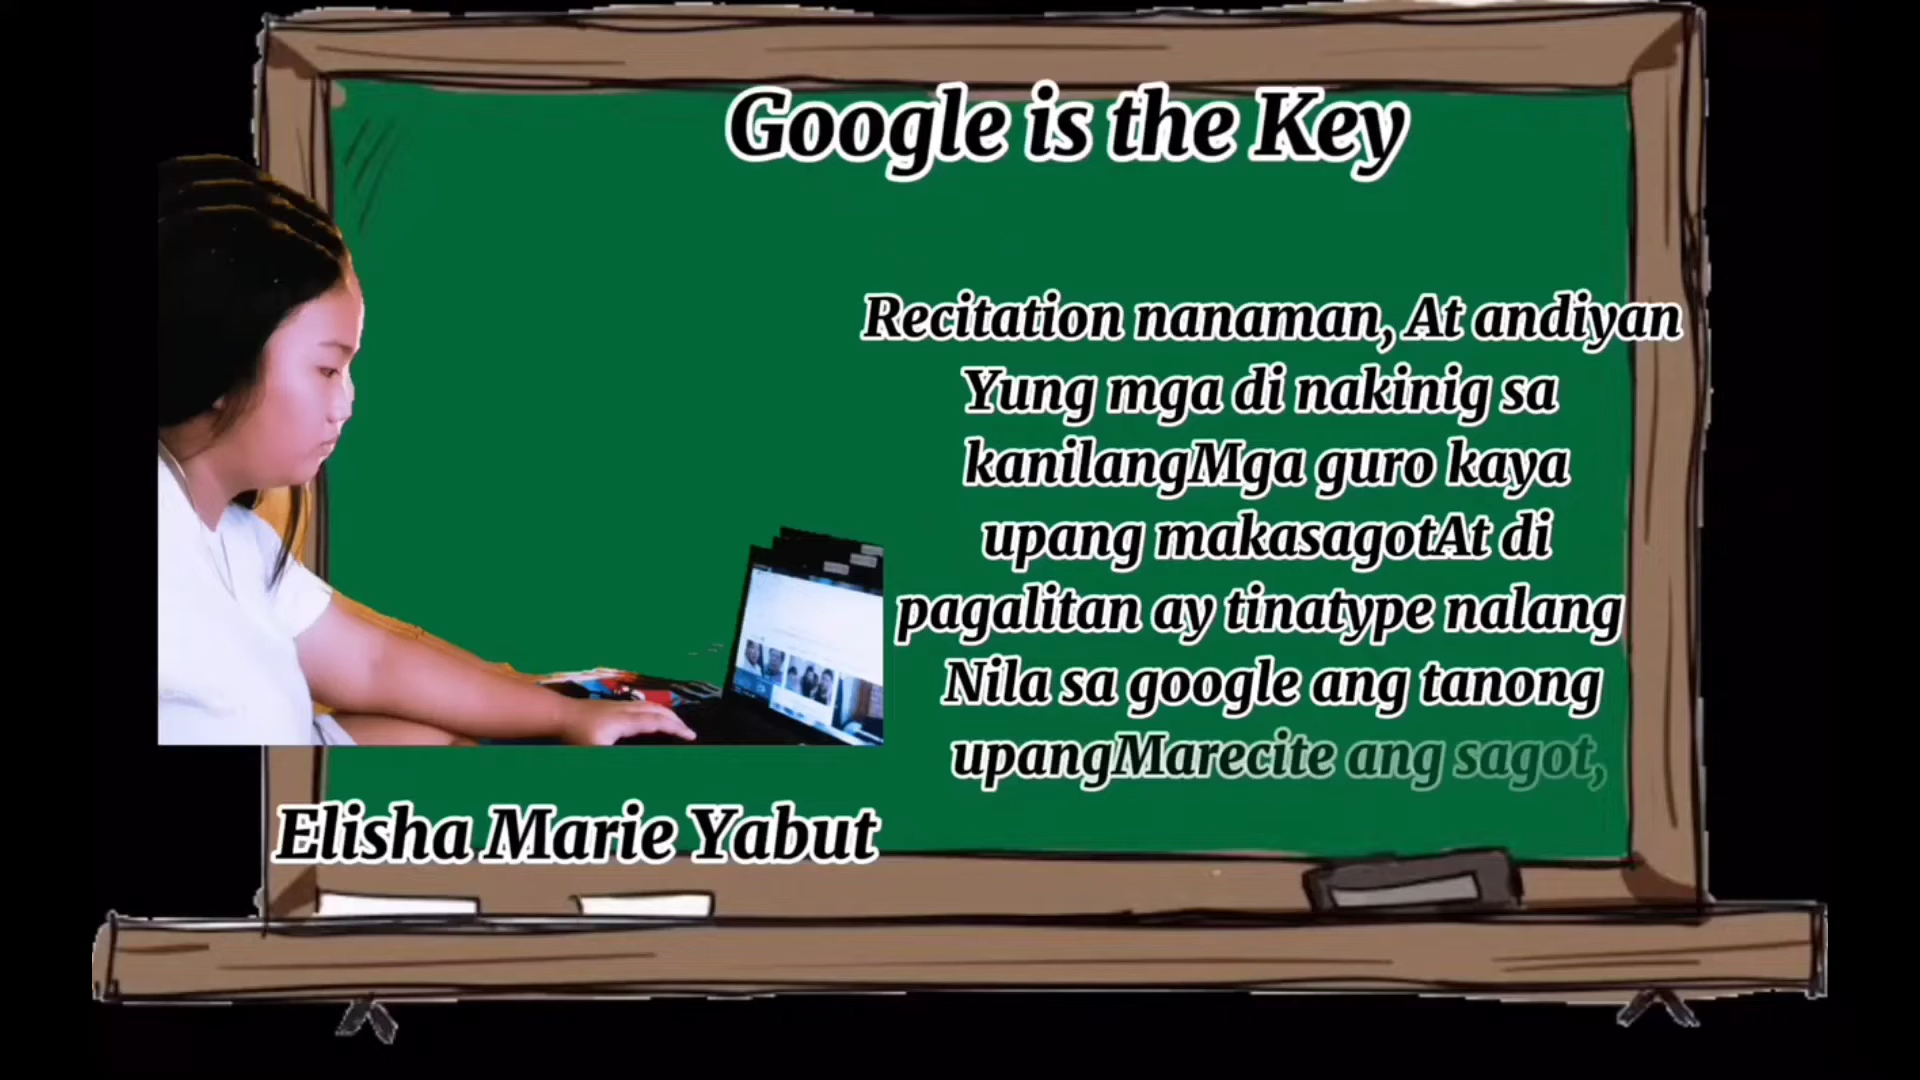 Google is the Key
Recitation nanaman, At andiyan
Yung mga di nakinig sa
kanilangMga guro kaya
upang makasagotAt di
pagalitan ay tinatype nalang
Nila sa google ang tanong
upangMarecite ang sagot,
Elisha Marie Yabut